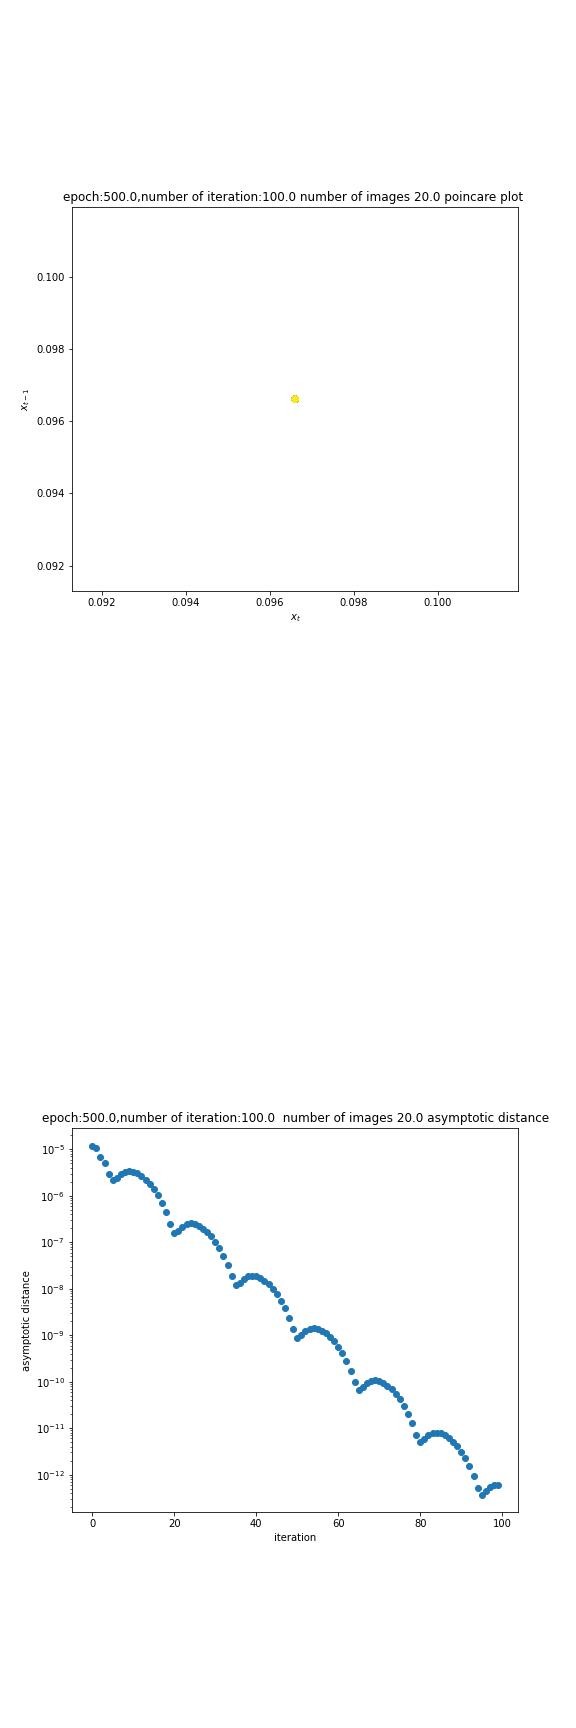 epoch:500.0,number of iteration:100.0 number of images 20.0 poincare plot
0.100
0.098
0.096
0.094
0.092
x_{t-1}
0.092 0.094 0.096 0.098 0.100
x_t
epoch:500.0,number of iteration:100.0  number of images 20.0 asymptotic distance
10^{-5}
10^{-6}
10^{-7}
10^{-8}
10^{-9}
10^{-10}
10^{-11}
10^{-12}
asymptotic distance
0 20 40 60 80 100
iteration